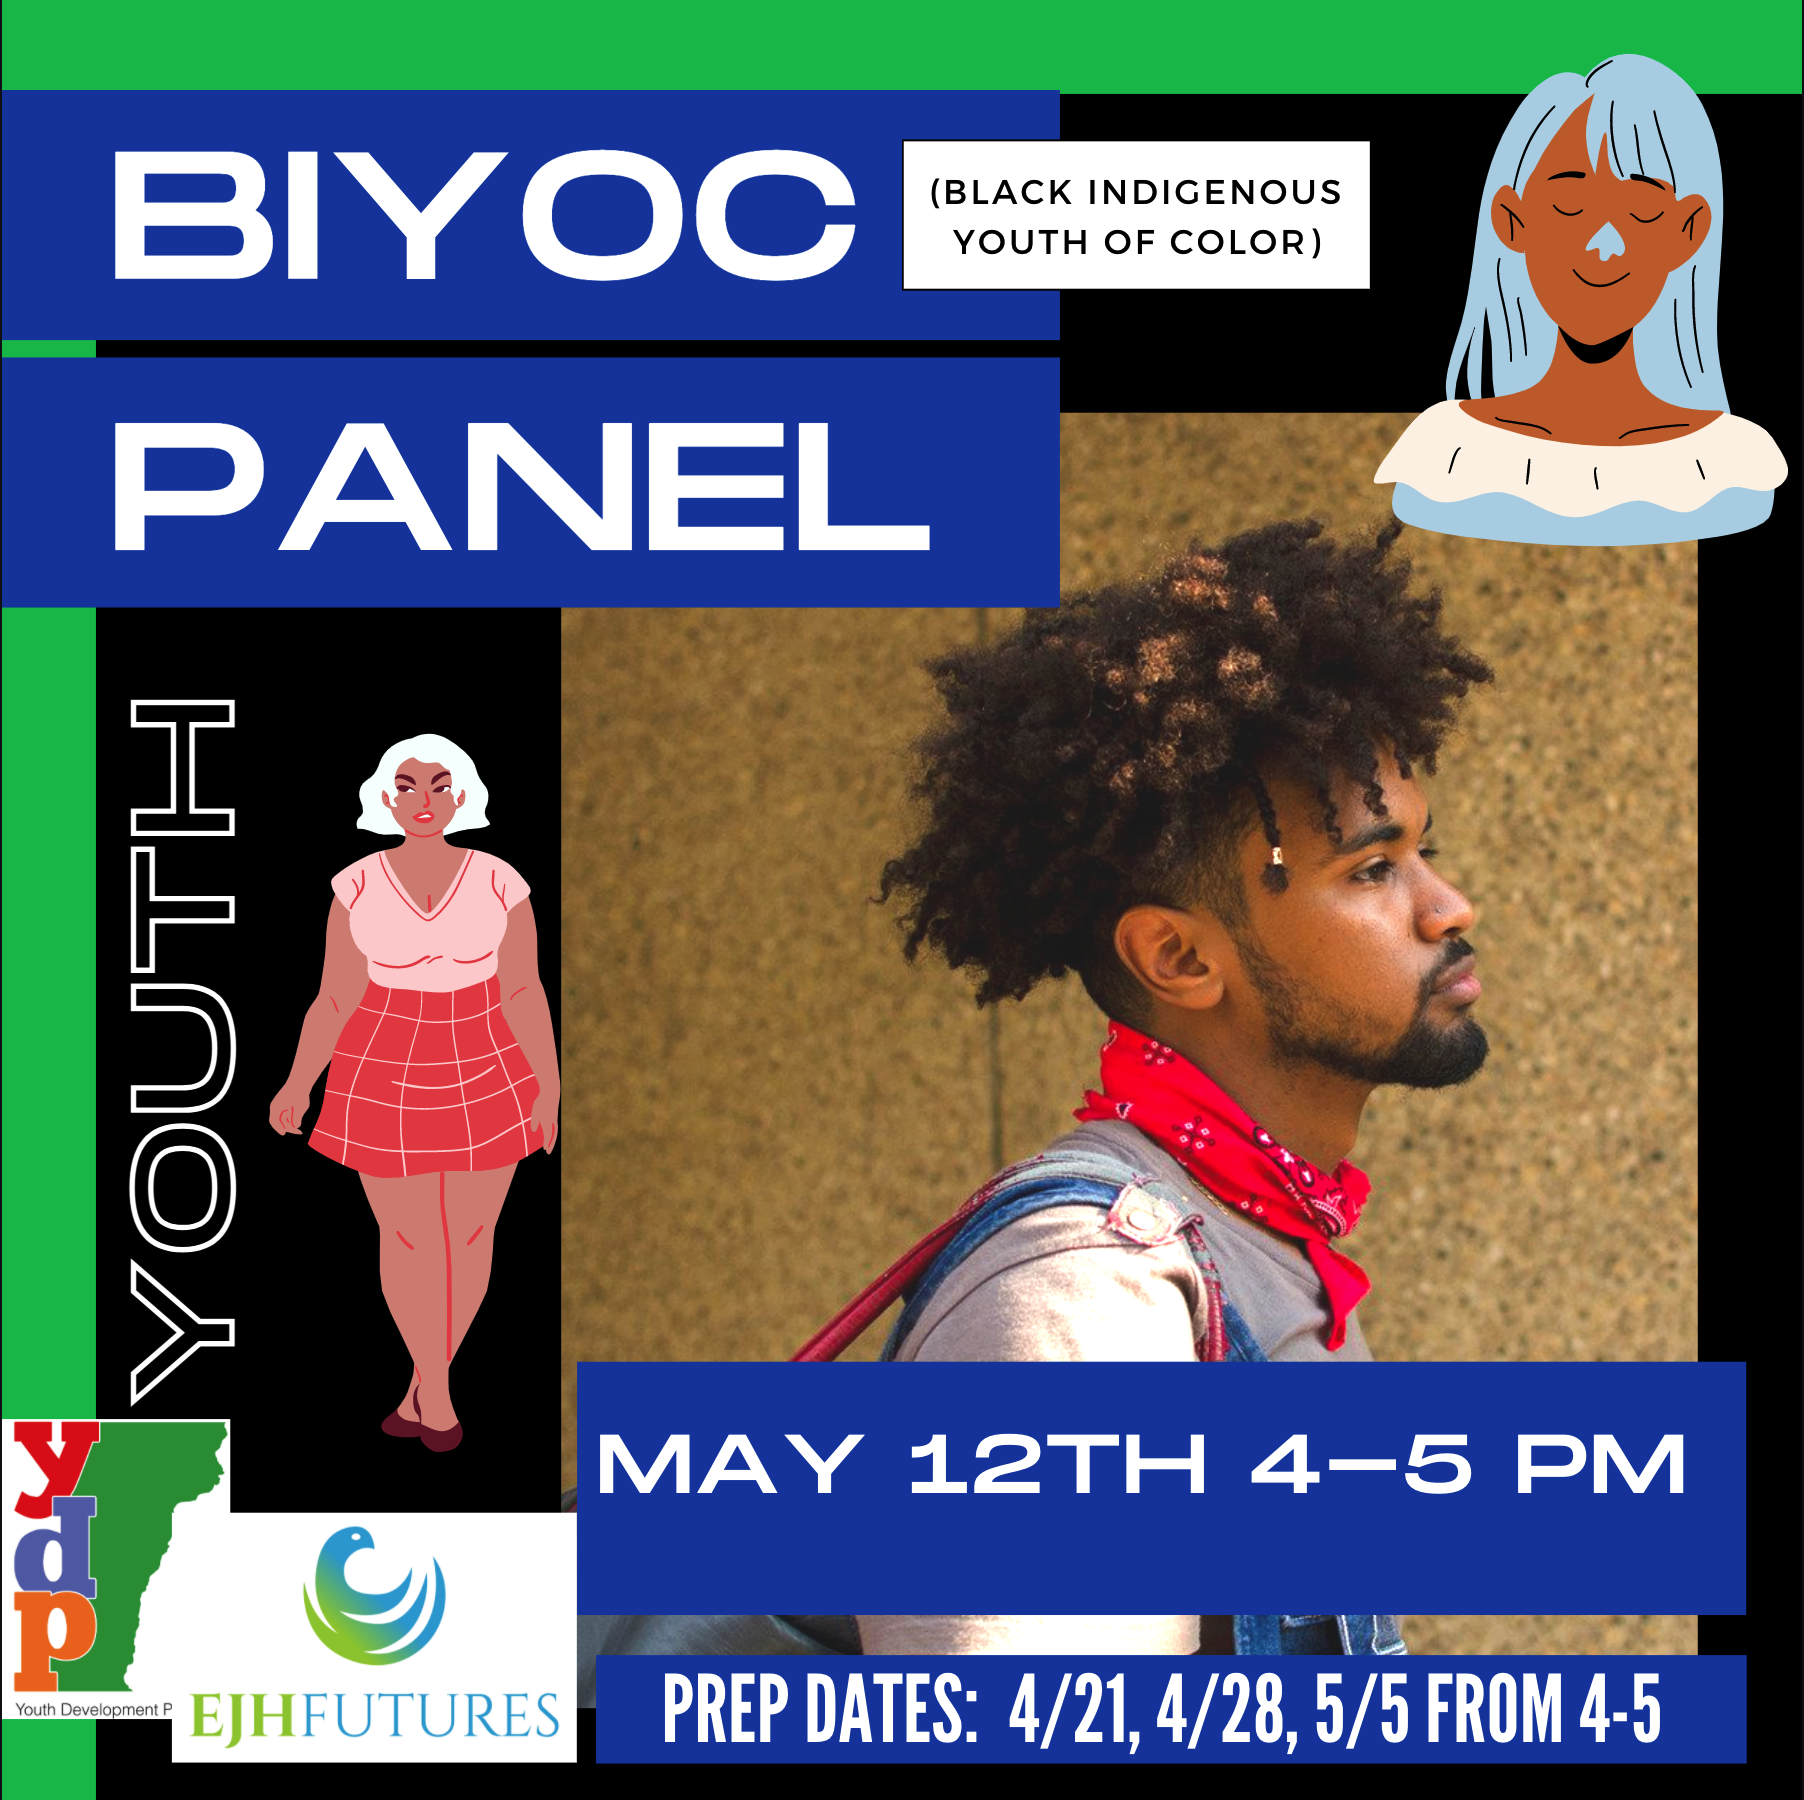 BIYOC
(BLACK INDIGENOUS
YOUTH OF COLOR)
PANEL
YOUTH
MAY 12TH 4–5 PM
PREP DATES: 4/21, 4/28, 5/5 FROM 4-5
ydp
Youth Development P
EJHFUTURES